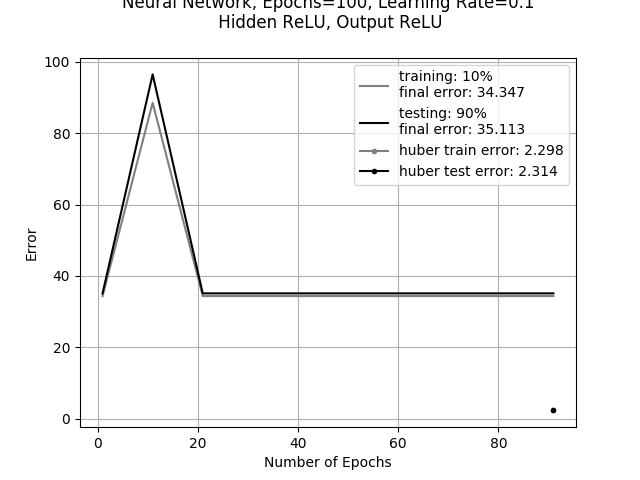 Neural Network, Epochs=100, Learning Rate=0.1
Hidden ReLU, Output ReLU
100
80
60
40
20
0
Error
training: 10%
final error: 34.347
testing: 90%
final error: 35.113
huber train error: 2.298
huber test error: 2.314
0
20
40
60
80
Number of Epochs